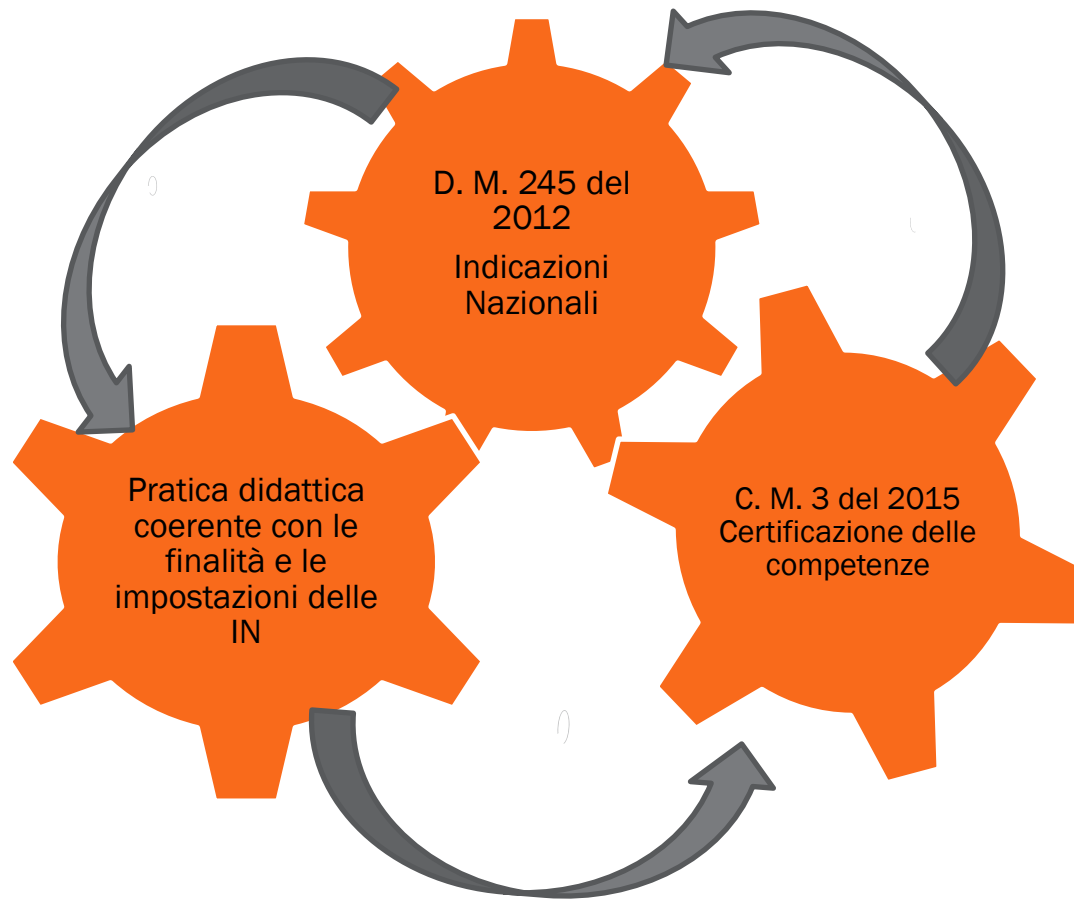 D. M. 245 del
2012
Indicazioni
Nazionali
Pratica didattica
coerente con le
finalità e le
impostazioni delle
IN
C. M. 3 del 2015
Certificazione delle
competenze